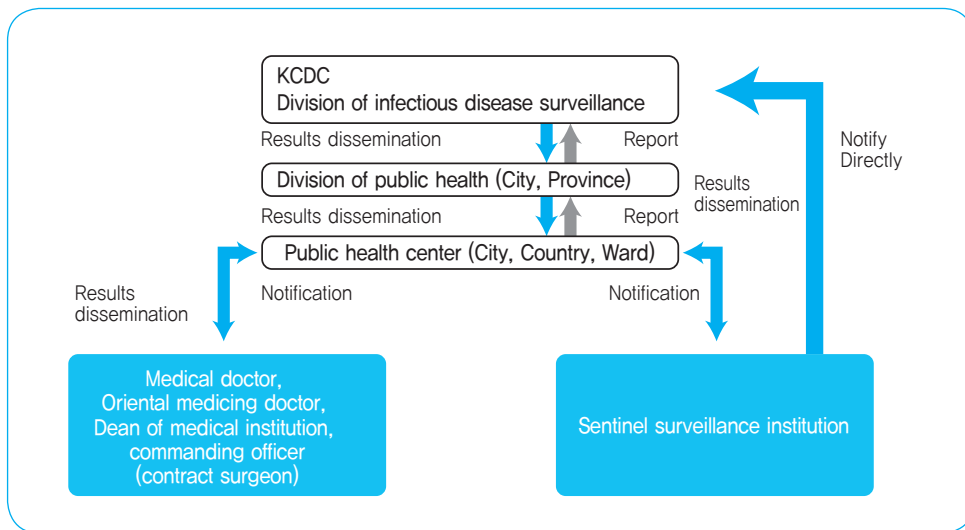 KCDC
Division of infectious disease surveillance
Results dissemination
Report
Notify
Directly
Division of public health (City, Province)
Results
dissemination
Results dissemination
Report
Public health center (City, Country, Ward)
Results
dissemination
Notification
Notification
Medical doctor,
Oriental medicing doctor,
Dean of medical institution,
commanding officer
(contract surgeon)
Sentinel surveillance institution